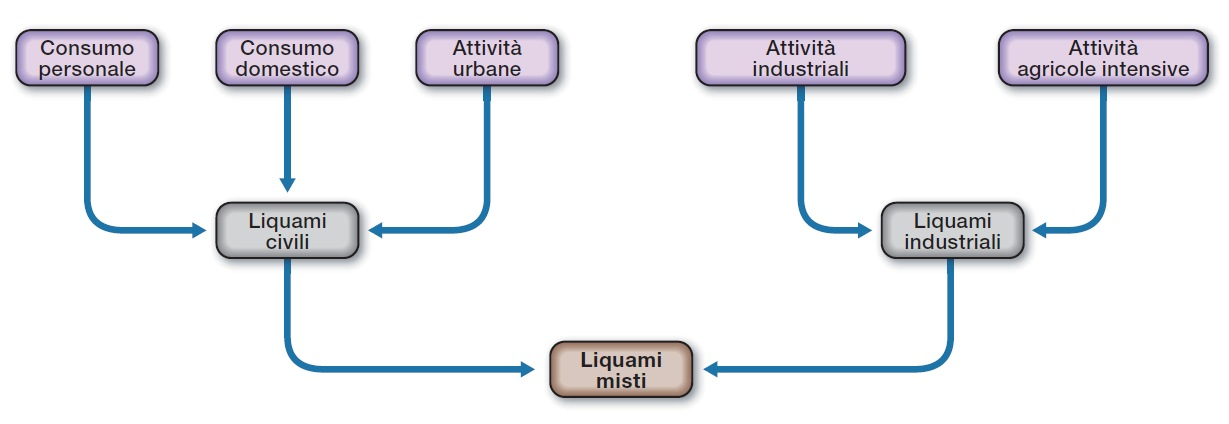 Consumo
personale
Consumo
domestico
Attività
urbane
Attività
industriali
Attività
agricole intensive
Liquami
civili
Liquami
industriali
Liquami
misti